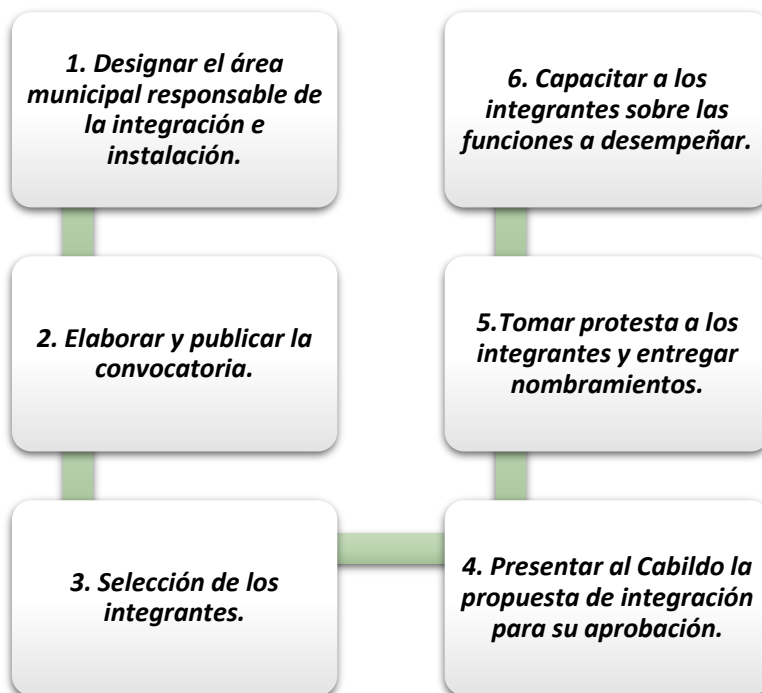 1. Designar el área
municipal responsable de
la integración e
instalación.
2. Elaborar y publicar la
convocatoria.
3. Selección de los
integrantes.
4. Presentar al Cabildo la
propuesta de integración
para su aprobación.
5.Tomar protesta a los
integrantes y entregar
nombramientos.
6. Capacitar a los
integrantes sobre las
funciones a desempeñar.